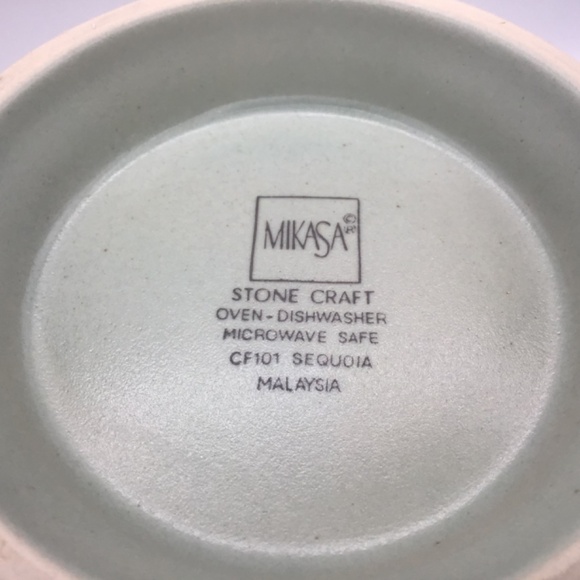 MIKASA © ®
STONE CRAFT
OVEN-DISHWASHER
MICROWAVE SAFE
CF101 SEQUOIA
MALAYSIA